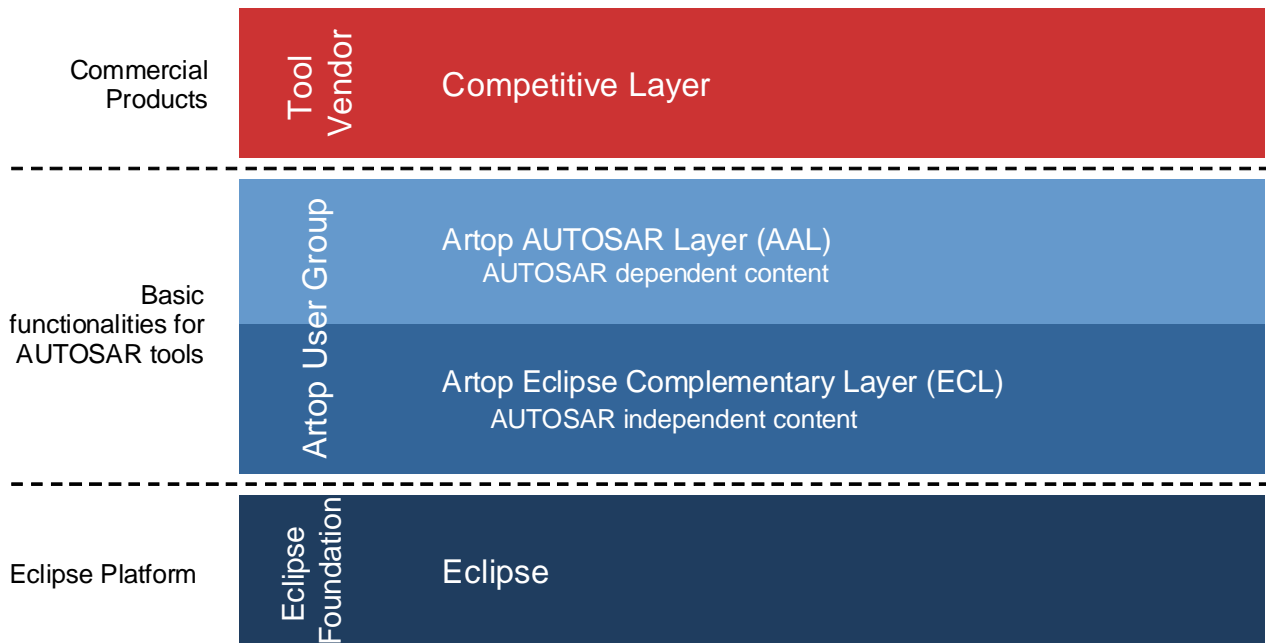 Commercial
Products
Tool
Vendor
Competitive Layer
Basic
functionalities for
AUTOSAR tools
Artop User Group
Artop AUTOSAR Layer (AAL)
AUTOSAR dependent content
Artop Eclipse Complementary Layer (ECL)
AUTOSAR independent content
Eclipse Platform
Eclipse
Foundation
Eclipse